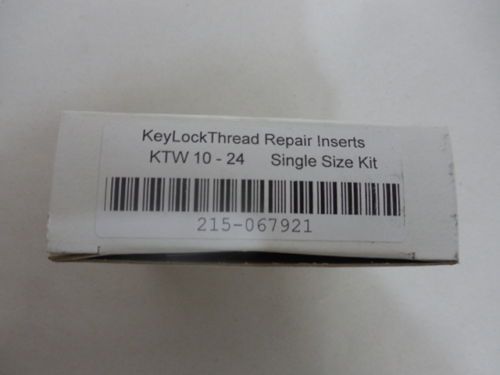 KeyLockThread Repair Inserts
KTW 10 - 24 Single Size Kit
215-067921